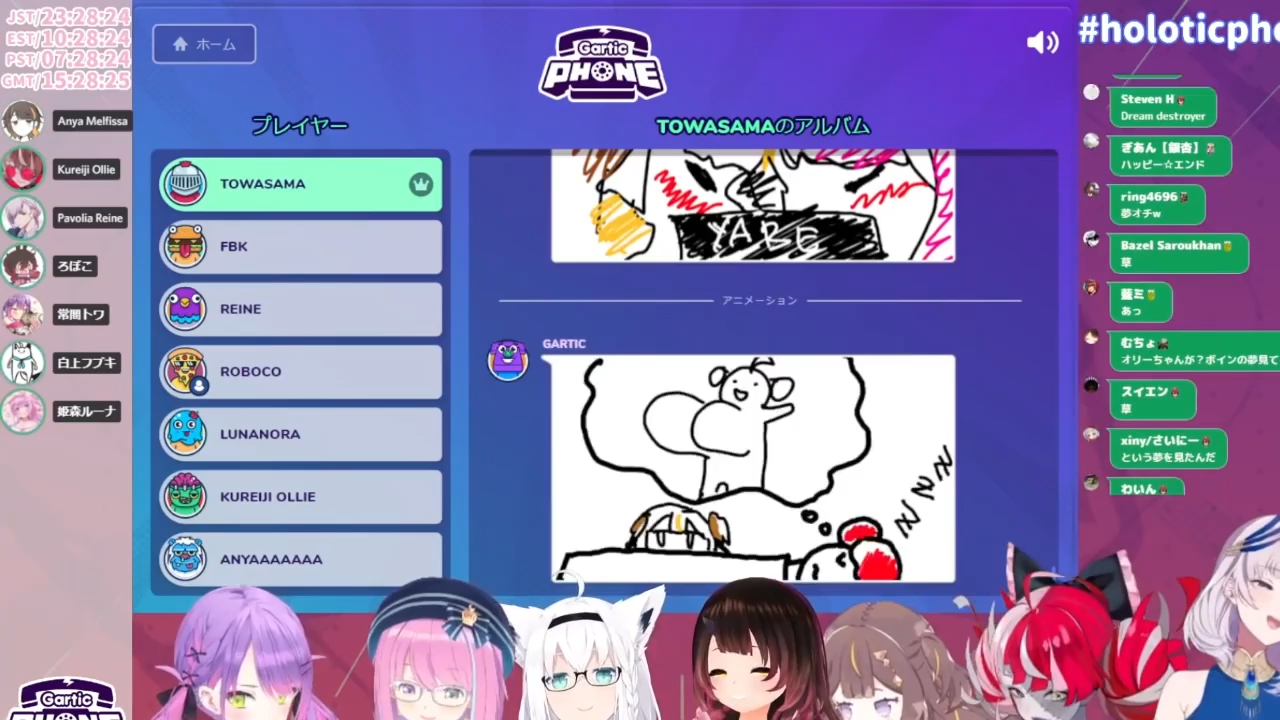 JST/23:28:24
EST/10:28:24
PST/07:28:24
GMT/15:28:25
Anya Melfissa
Kureiji Ollie
Pavolia Reine
ろぼこ
常闇トワ
白上フブキ
姫森ルーナ
Gartic
PHONE
ホーム
Gartic
PHONE
プレイヤー
TOWASAMA
FBK
REINE
ROBOCO
LUNANORA
KUREIJI OLLIE
ANYAAAAAAA
TOWASAMAのアルバム
YABE
アニメーション
GARTIC
ZZZ
#holoticpho
Steven H
Dream destroyer
ぎあん【銀杏】
ハッピー☆エンド
ring4696
夢オチw
Bazel Saroukhan
草
藍ミ
あっ
むちょ
オリーちゃんが？ボインの夢見て
スイエン
草
xiny/さいにー
という夢を見たんだ
わいん